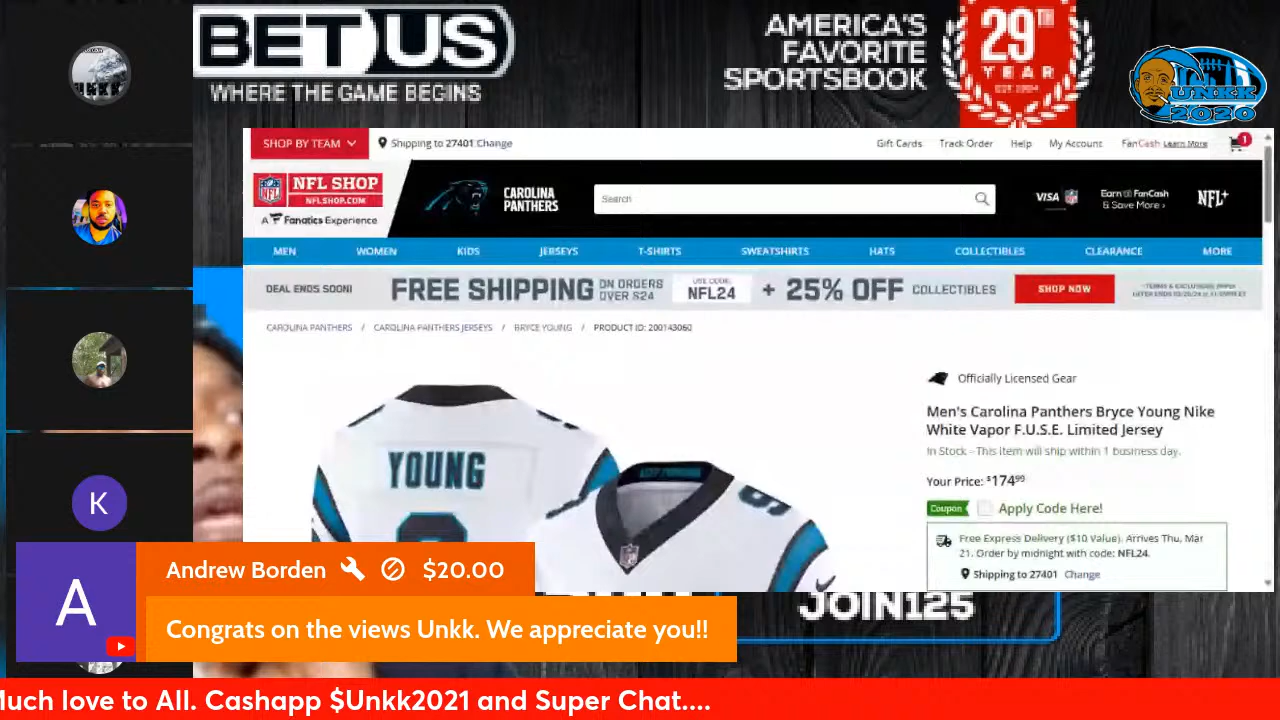 BET US
WHERE THE GAME BEGINS
AMERICA'S
FAVORITE
SPORTSBOOK
29TH
YEAR
UNKK
2020
SHOP BY TEAM
Shipping to 27401 Change
Gift Cards
Track Order
Help
My Account
FanCash Learn More
1
NFL SHOP
NFLSHOP.COM
A Fanatics Experience
CAROLINA
PANTHERS
Search
VISA
Earn FanCash
& Save More ›
NFL+
MEN
WOMEN
KIDS
JERSEYS
T-SHIRTS
SWEATSHIRTS
HATS
COLLECTIBLES
CLEARANCE
MORE
DEAL ENDS SOON!
FREE SHIPPING ON ORDERS OVER $24
USE CODE:
NFL24
+ 25% OFF COLLECTIBLES
SHOP NOW
CAROLINA PANTHERS / CAROLINA PANTHERS JERSEYS / BRYCE YOUNG / PRODUCT ID: 200143060
Officially Licensed Gear
Men's Carolina Panthers Bryce Young Nike
White Vapor F.U.S.E. Limited Jersey
In Stock - This item will ship within 1 business day.
Your Price: $174.99
Coupon Apply Code Here!
Free Express Delivery ($10 Value). Arrives Thu, Mar
21. Order by midnight with code: NFL24.
Shipping to 27401 Change
YOUNG
K
A
Andrew Borden $20.00
Congrats on the views Unkk. We appreciate you!!
JOIN125
Much love to All. Cashapp $Unkk2021 and Super Chat....